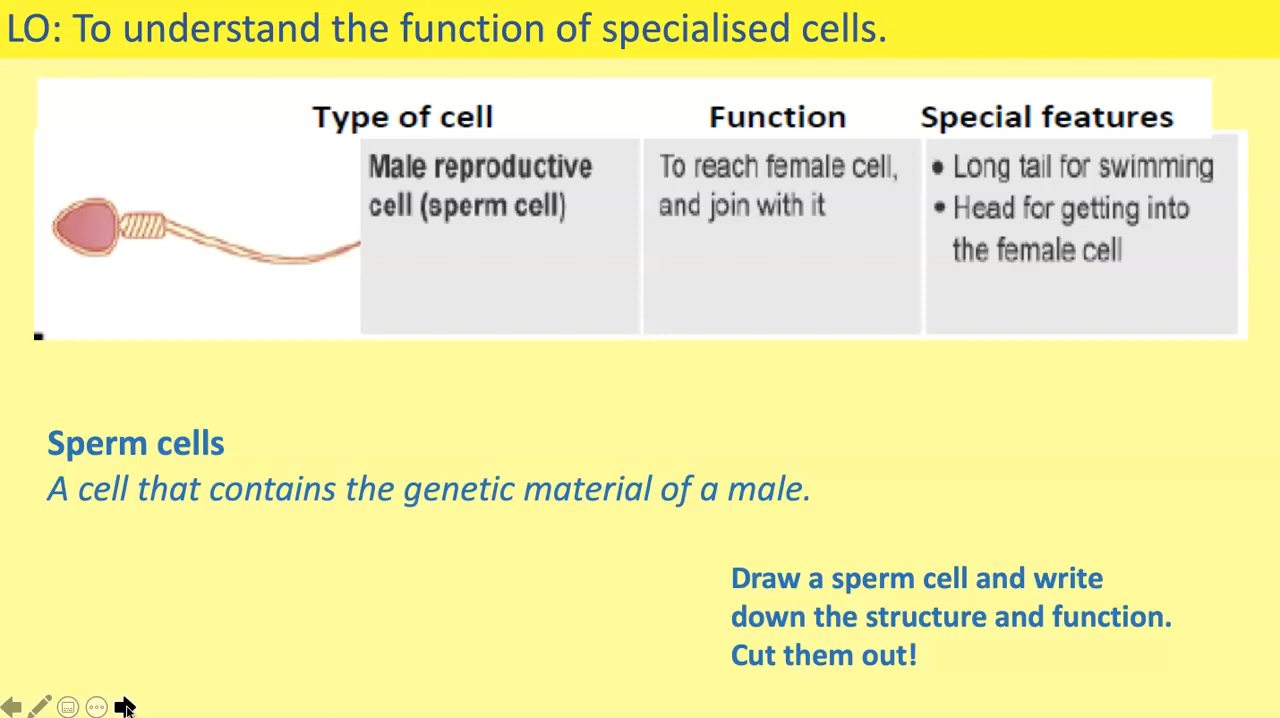 LO: To understand the function of specialised cells.
Type of cell Function Special features
Male reproductive
cell (sperm cell)
To reach female cell,
and join with it
• Long tail for swimming
• Head for getting into
the female cell
Sperm cells
A cell that contains the genetic material of a male.
Draw a sperm cell and write
down the structure and function.
Cut them out!